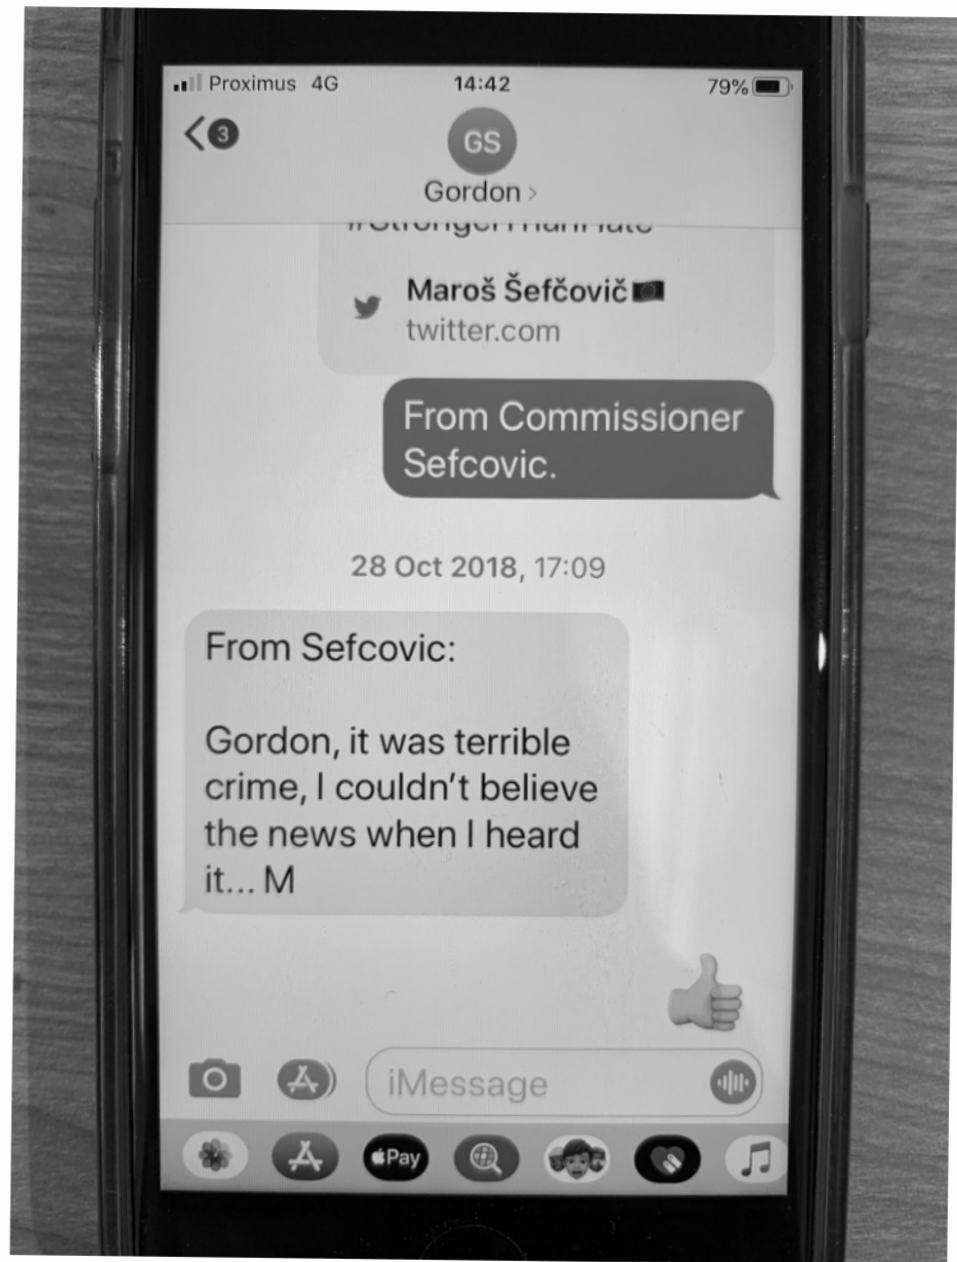 Proximus 4G 14:42 79%
3
GS
Gordon >
#StrongerThanHate
Maroš Šefčovič🇪🇺
twitter.com
From Commissioner
Sefcovic.
28 Oct 2018, 17:09
From Sefcovic:
Gordon, it was terrible
crime, I couldn't believe
the news when I heard
it... M
iMessage
Pay